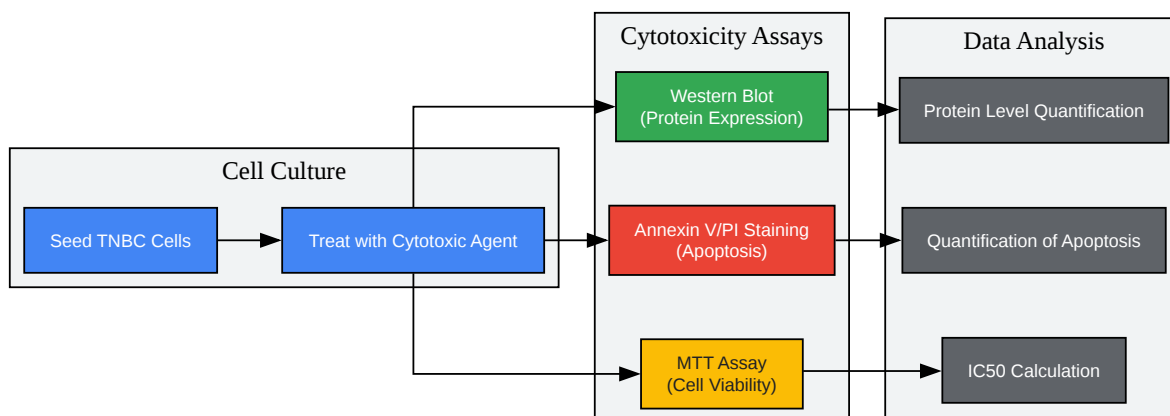 Cell Culture
Seed TNBC Cells
Treat with Cytotoxic Agent
Cytotoxicity Assays
Western Blot
(Protein Expression)
Annexin V/PI Staining
(Apoptosis)
MTT Assay
(Cell Viability)
Data Analysis
Protein Level Quantification
Quantification of Apoptosis
IC50 Calculation